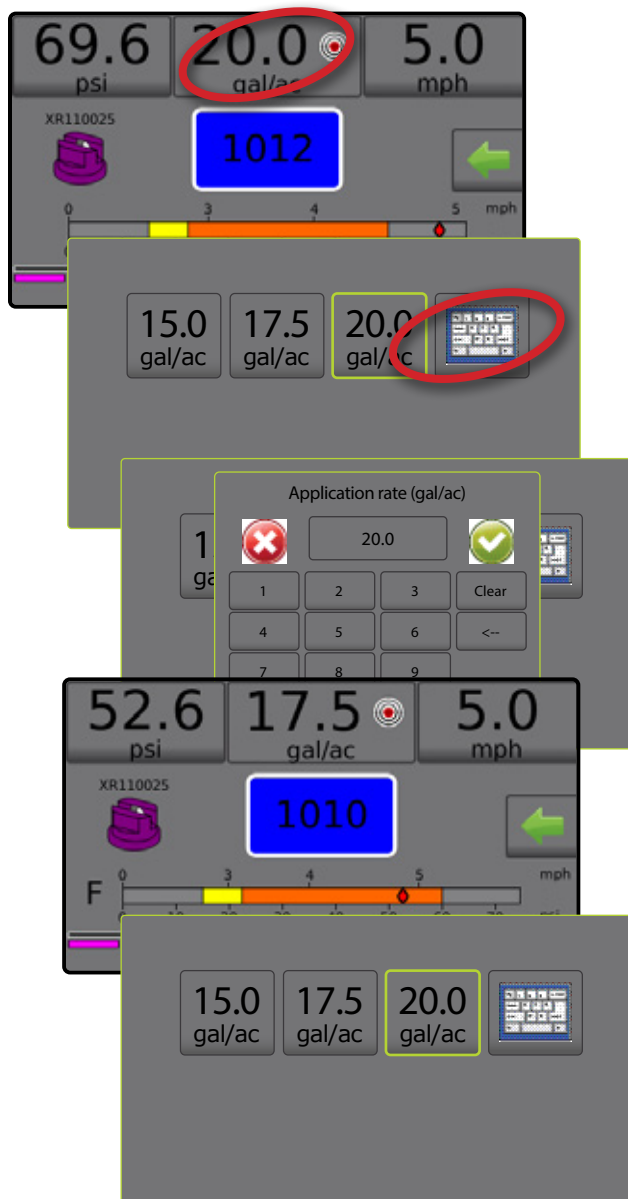 69.6 20.0 5.0
psi gal/ac mph
XR110025
1012
0 3 4 5 mph
15.0 17.5 20.0
gal/ac gal/ac gal/ac
Application rate (gal/ac)
20.0
1 2 3 Clear
4 5 6 <--
7 8 9
52.6 17.5 5.0
psi gal/ac mph
XR110025
1010
0 3 4 5 mph
F
15.0 17.5 20.0
gal/ac gal/ac gal/ac